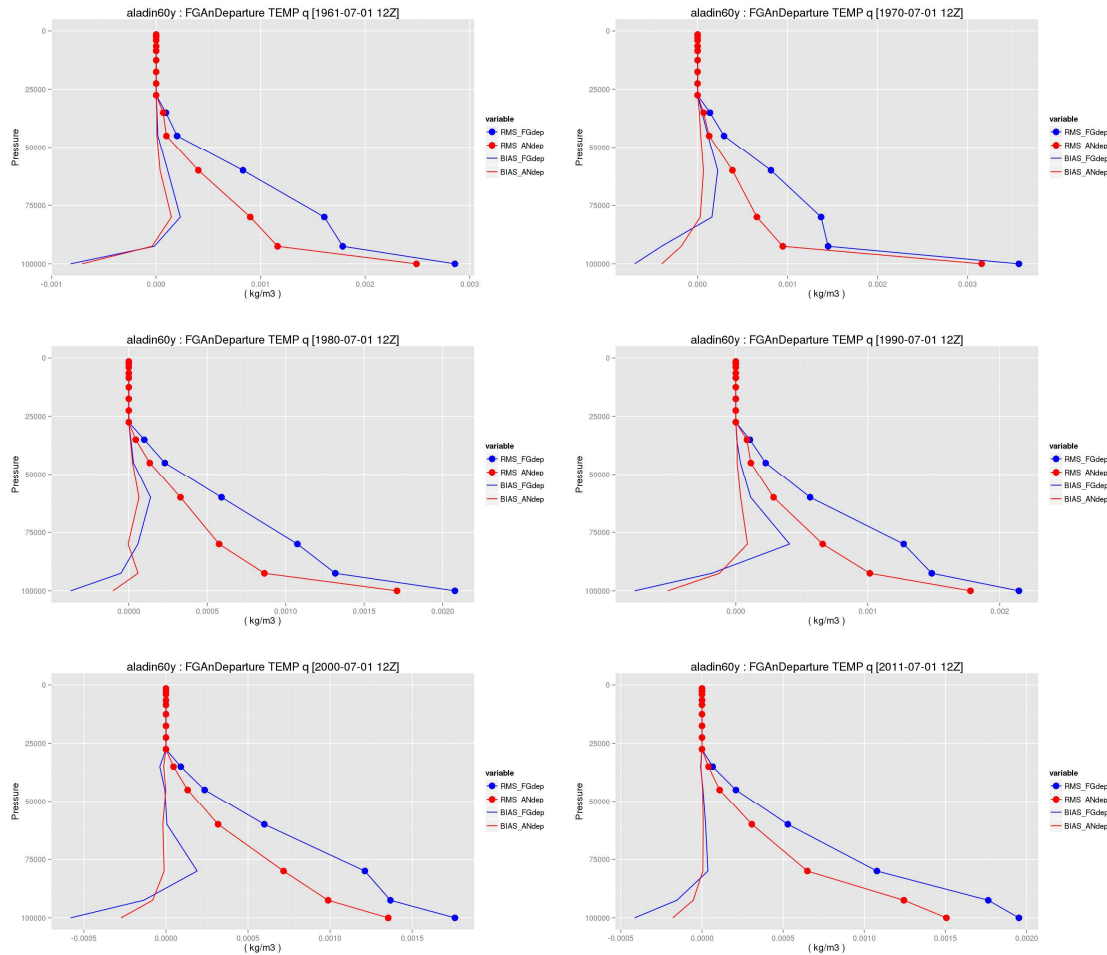 aladin60y : FGAnDeparture TEMP q [1961-07-01 12Z]
0
25000
50000
75000
100000
Pressure
-0.001
0.000
0.001
0.002
0.003
( kg/m3 )
variable
RMS_FGdep
RMS_ANdep
BIAS_FGdep
BIAS_ANdep
aladin60y : FGAnDeparture TEMP q [1970-07-01 12Z]
0
25000
50000
75000
100000
Pressure
0.000
0.001
0.002
0.003
( kg/m3 )
variable
RMS_FGdep
RMS_ANdep
BIAS_FGdep
BIAS_ANdep
aladin60y : FGAnDeparture TEMP q [1980-07-01 12Z]
0
25000
50000
75000
100000
Pressure
0.0000
0.0005
0.0010
0.0015
0.0020
( kg/m3 )
variable
RMS_FGdep
RMS_ANdep
BIAS_FGdep
BIAS_ANdep
aladin60y : FGAnDeparture TEMP q [1990-07-01 12Z]
0
25000
50000
75000
100000
Pressure
0.000
0.001
0.002
( kg/m3 )
variable
RMS_FGdep
RMS_ANdep
BIAS_FGdep
BIAS_ANdep
aladin60y : FGAnDeparture TEMP q [2000-07-01 12Z]
0
25000
50000
75000
100000
Pressure
-0.0005
0.0000
0.0005
0.0010
0.0015
( kg/m3 )
variable
RMS_FGdep
RMS_ANdep
BIAS_FGdep
BIAS_ANdep
aladin60y : FGAnDeparture TEMP q [2011-07-01 12Z]
0
25000
50000
75000
100000
Pressure
-0.0005
0.0000
0.0005
0.0010
0.0015
0.0020
( kg/m3 )
variable
RMS_FGdep
RMS_ANdep
BIAS_FGdep
BIAS_ANdep